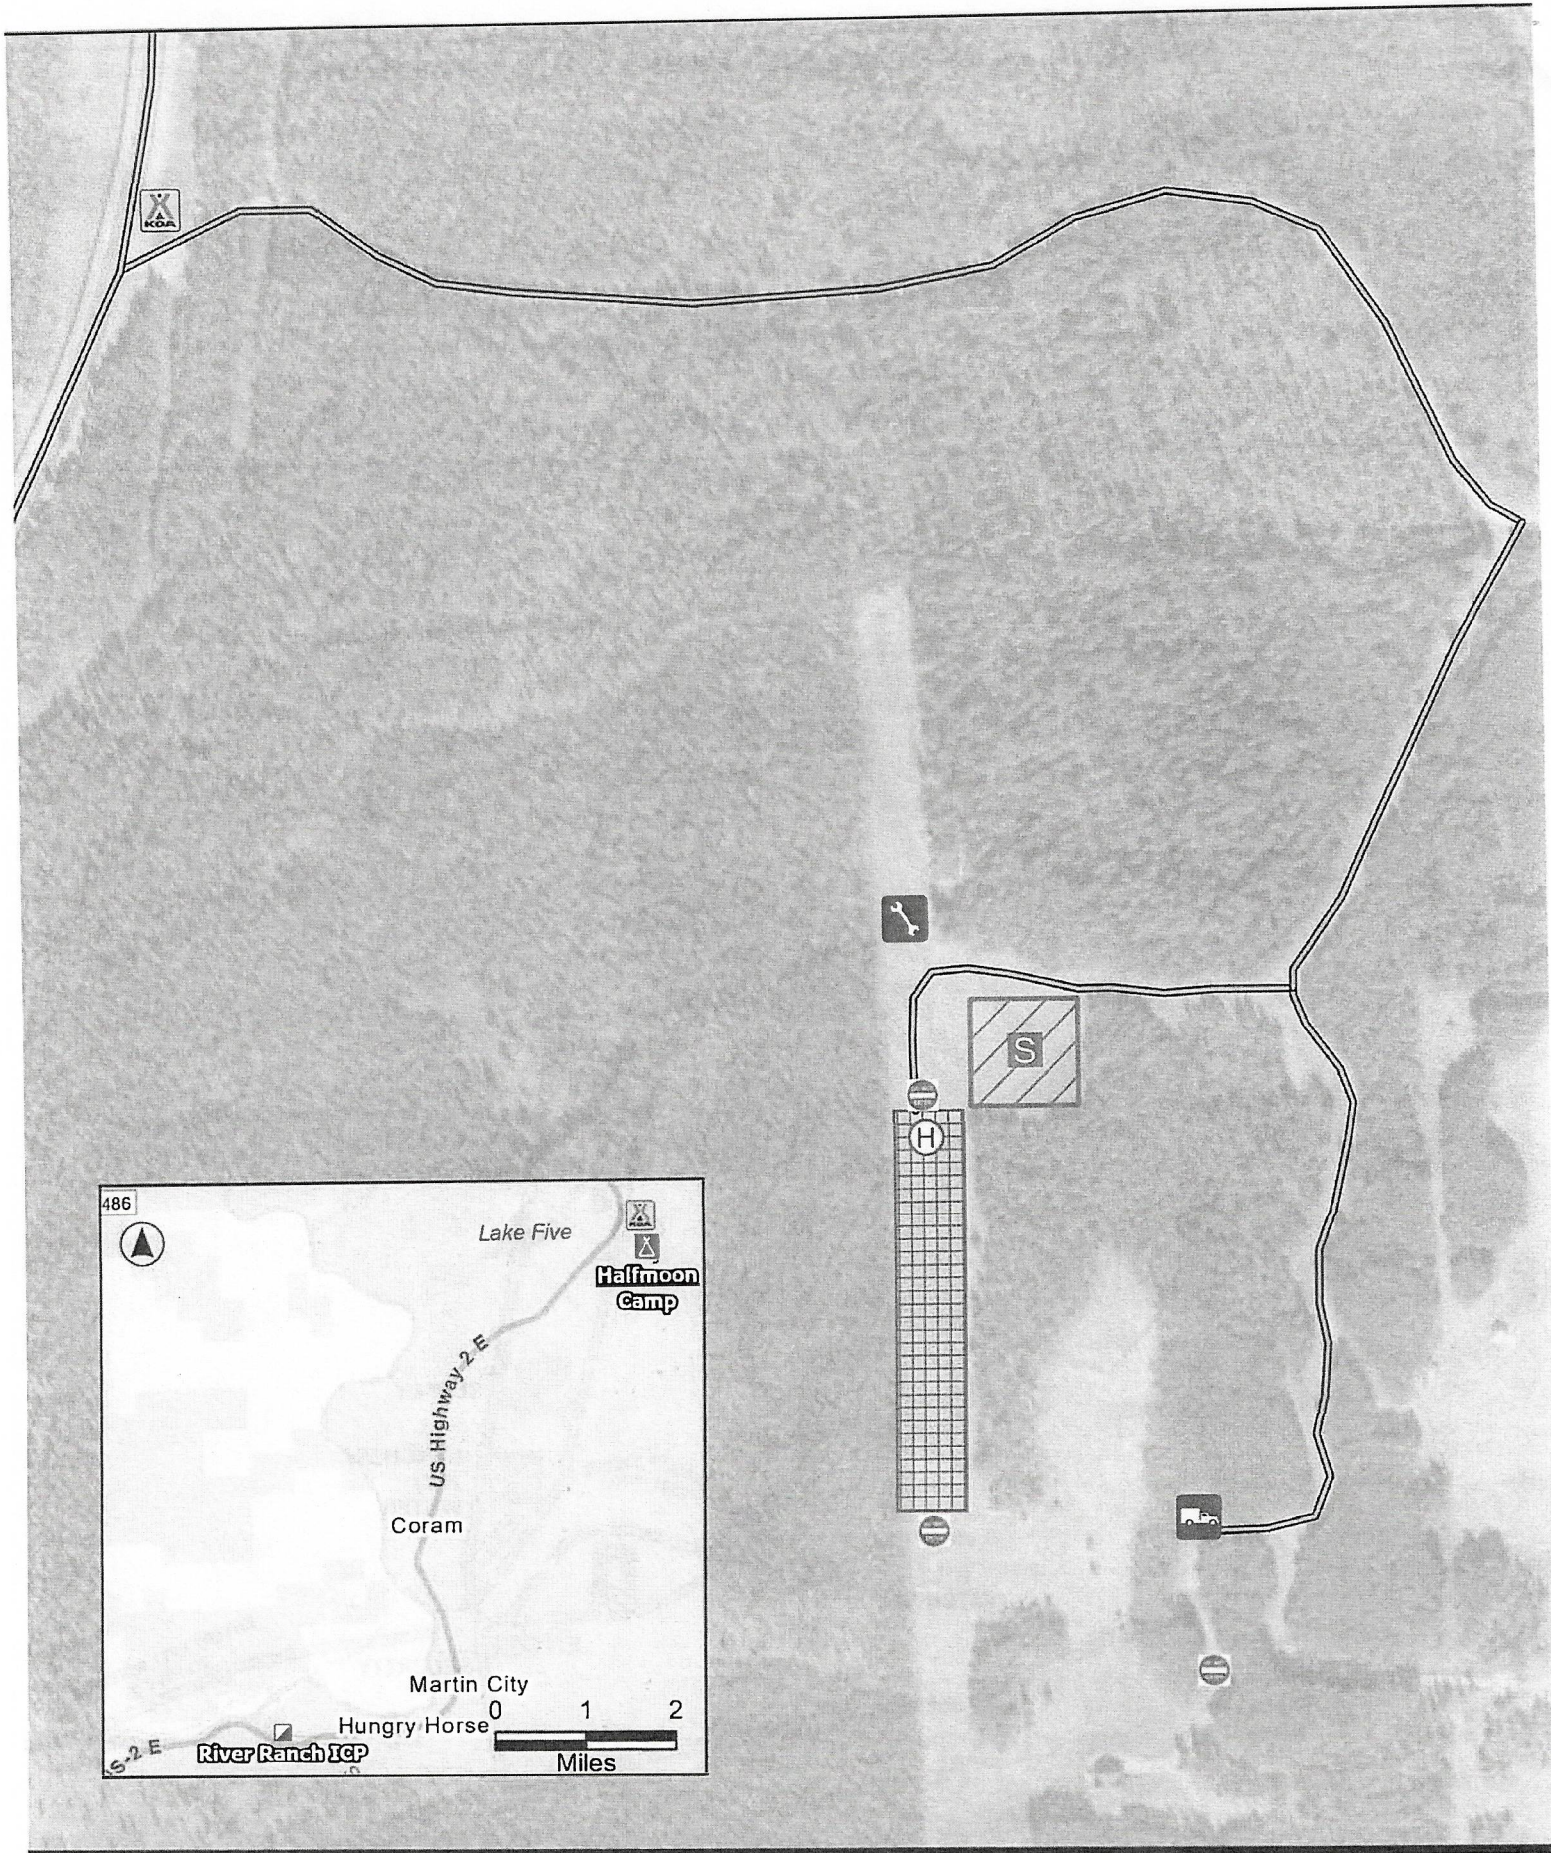 KOA
S
H
486
Lake Five
KOA
Halfmoon
Camp
US Highway 2 E
Coram
Martin City
0 1 2
Hungry Horse
Miles
River Ranch ICP
S-2 E